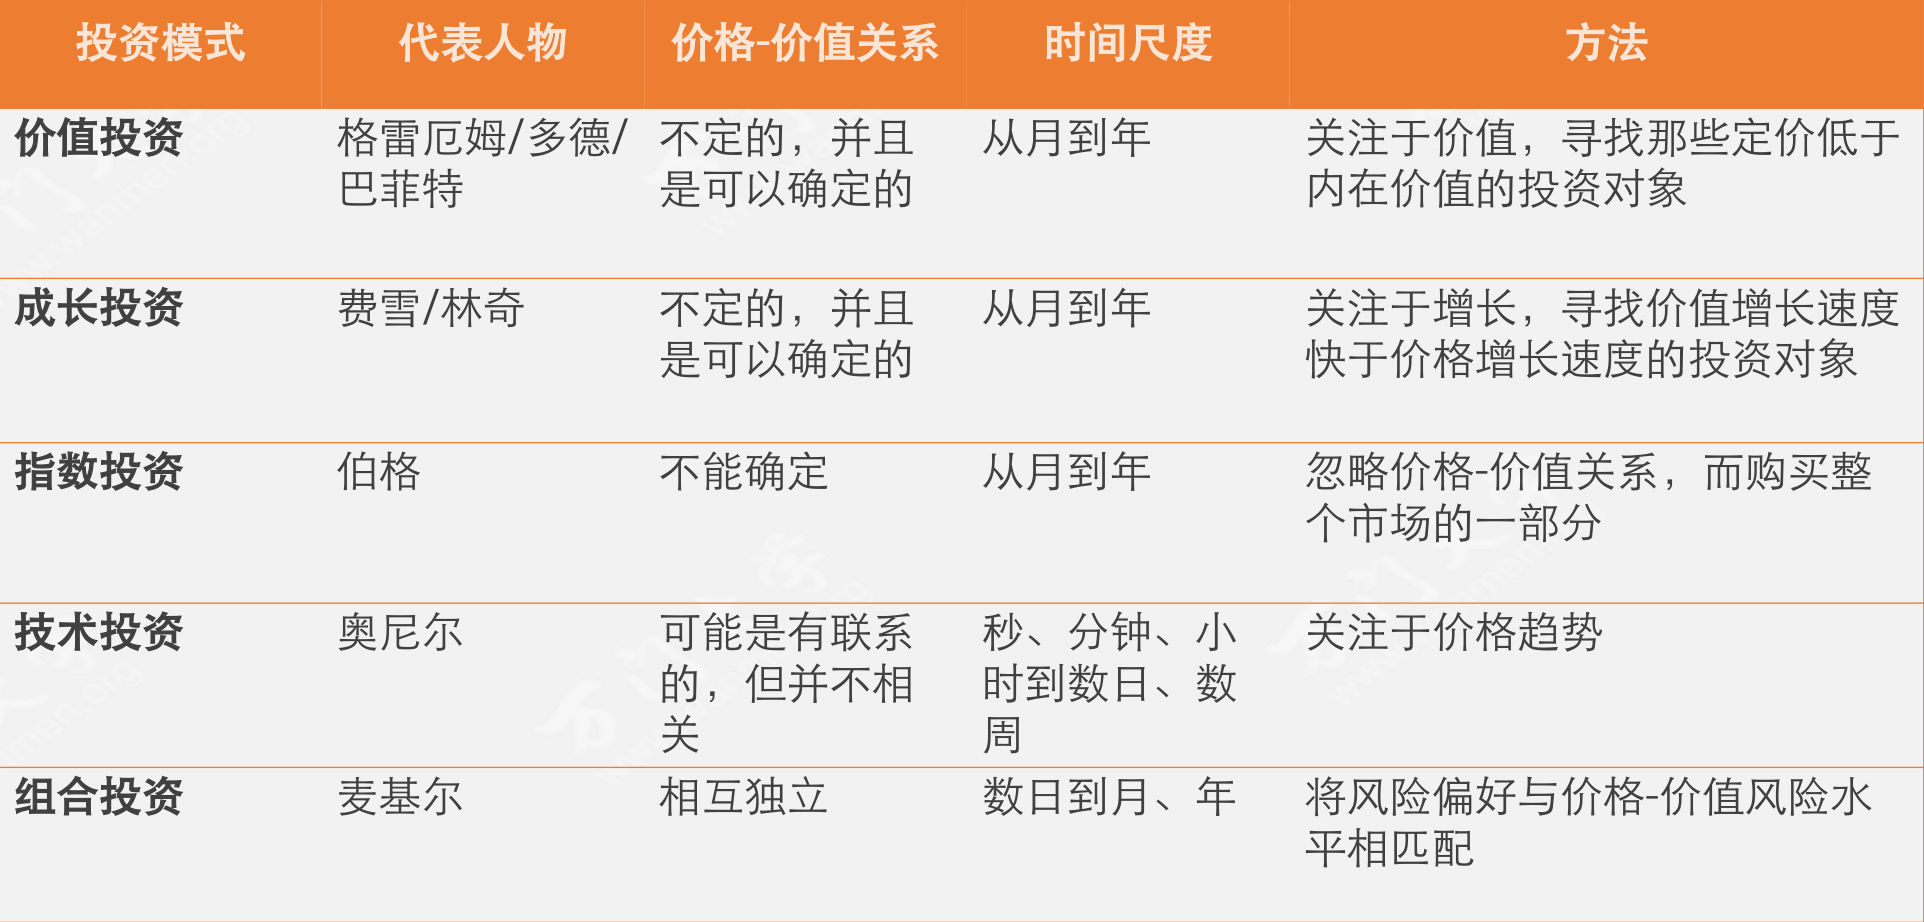 投资模式 代表人物 价格-价值关系 时间尺度 方法
价值投资 格雷厄姆/多德/ 不定的，并且 从月到年 关注于价值，寻找那些定价低于
巴菲特 是可以确定的 内在价值的投资对象
成长投资 费雪/林奇 不定的，并且 从月到年 关注于增长，寻找价值增长速度
是可以确定的 快于价格增长速度的投资对象
指数投资 伯格 不能确定 从月到年 忽略价格-价值关系，而购买整
个市场的一部分
技术投资 奥尼尔 可能是有联系 秒、分钟、小 关注于价格趋势
的，但并不相 时到数日、数
关 周
组合投资 麦基尔 相互独立 数日到月、年 将风险偏好与价格-价值风险水
平相匹配